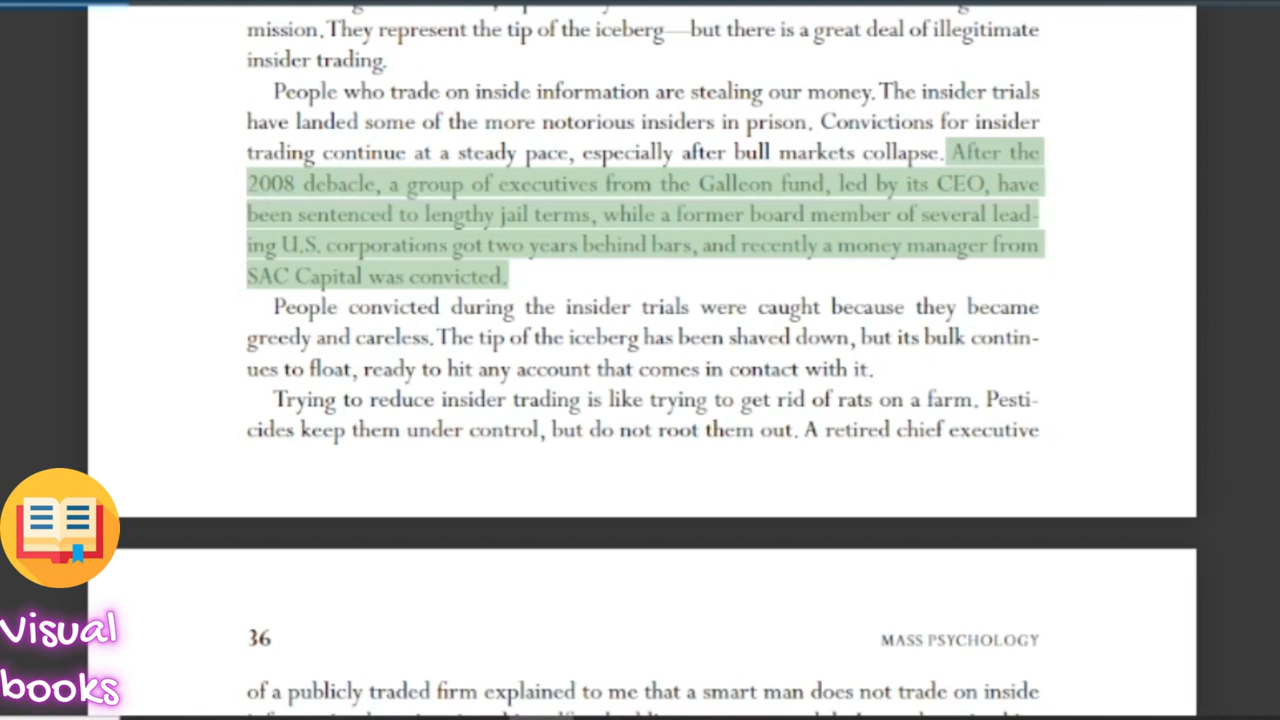 mission. They represent the tip of the iceberg—but there is a great deal of illegitimate
insider trading.
People who trade on inside information are stealing our money. The insider trials
have landed some of the more notorious insiders in prison. Convictions for insider
trading continue at a steady pace, especially after bull markets collapse. After the
2008 debacle, a group of executives from the Galleon fund, led by its CEO, have
been sentenced to lengthy jail terms, while a former board member of several lead-
ing U.S. corporations got two years behind bars, and recently a money manager from
SAC Capital was convicted.
People convicted during the insider trials were caught because they became
greedy and careless. The tip of the iceberg has been shaved down, but its bulk contin-
ues to float, ready to hit any account that comes in contact with it.
Trying to reduce insider trading is like trying to get rid of rats on a farm. Pesti-
cides keep them under control, but do not root them out. A retired chief executive
Visual
books
36 MASS PSYCHOLOGY
of a publicly traded firm explained to me that a smart man does not trade on inside